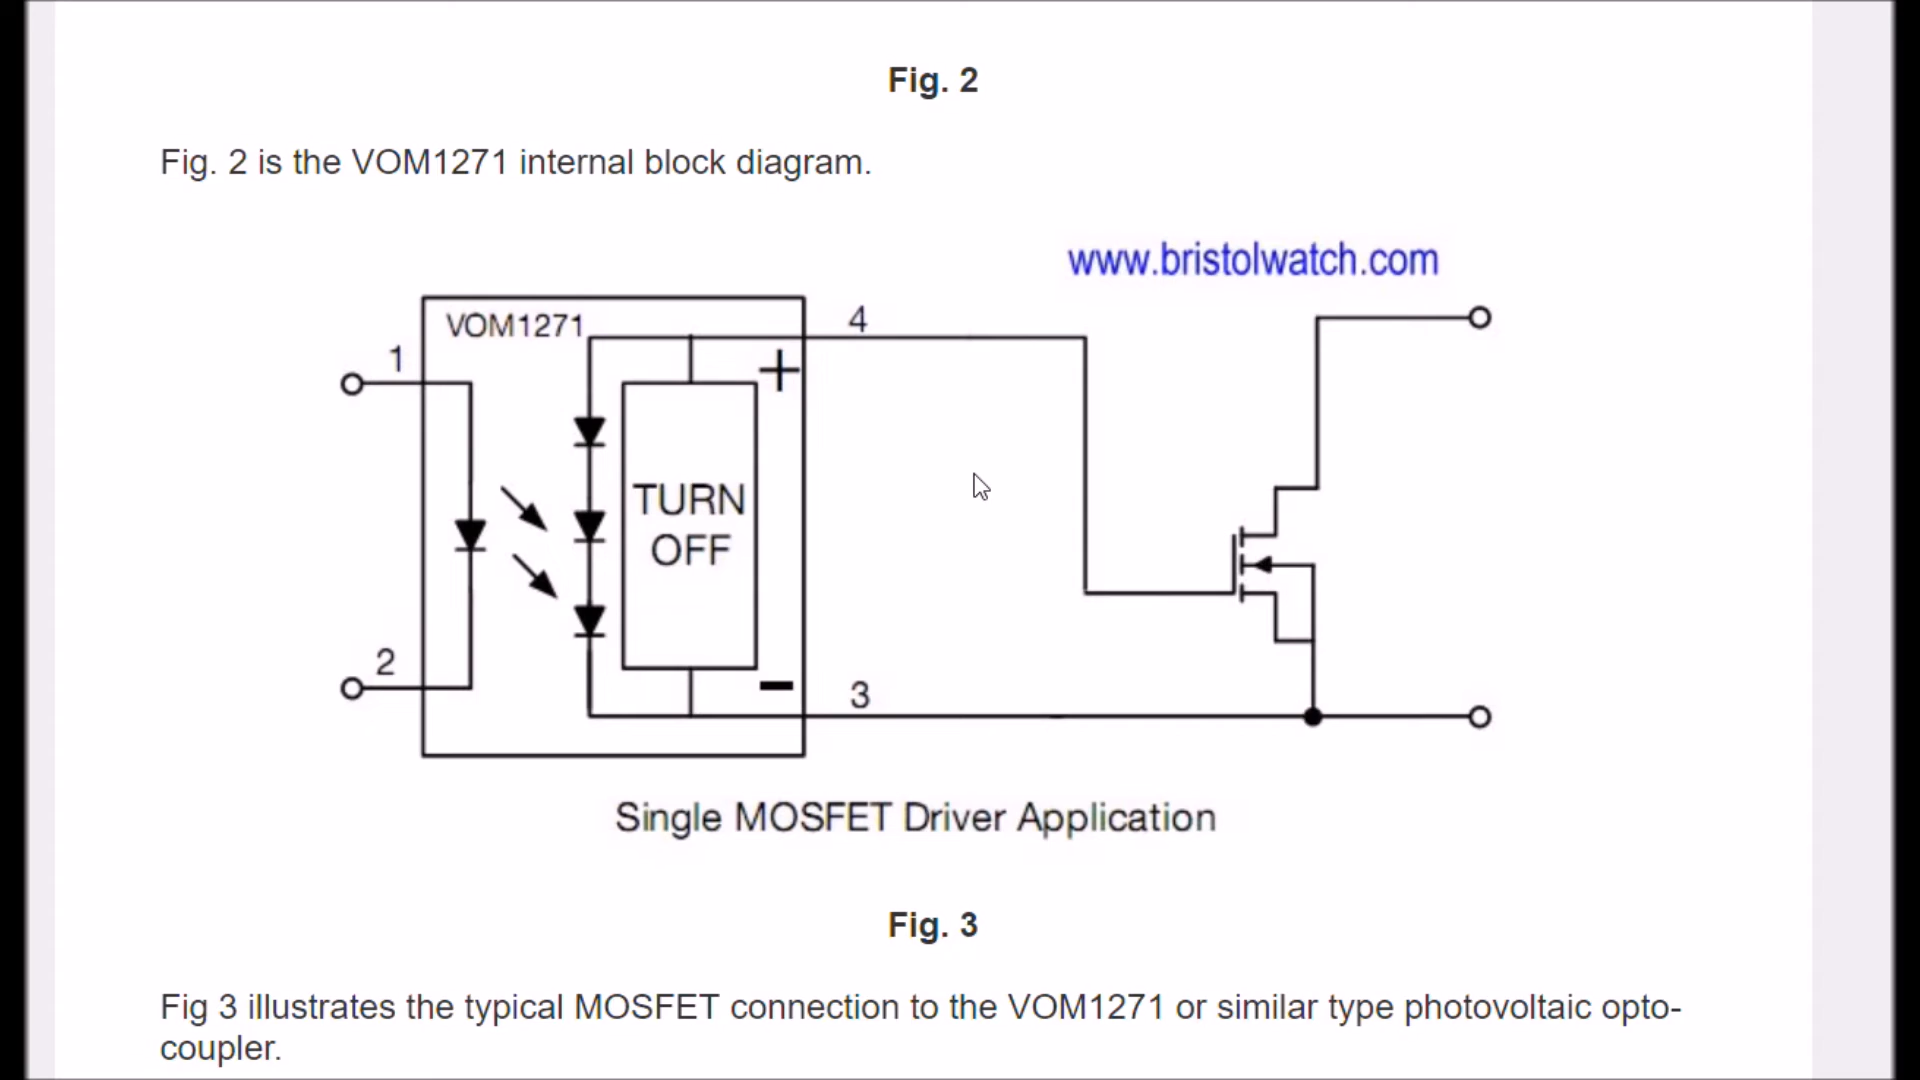 Fig. 2
Fig. 2 is the VOM1271 internal block diagram.
www.bristolwatch.com
VOM1271
4
1
+
TURN
OFF
2
-
3
Single MOSFET Driver Application
Fig. 3
Fig 3 illustrates the typical MOSFET connection to the VOM1271 or similar type photovoltaic opto-
coupler.